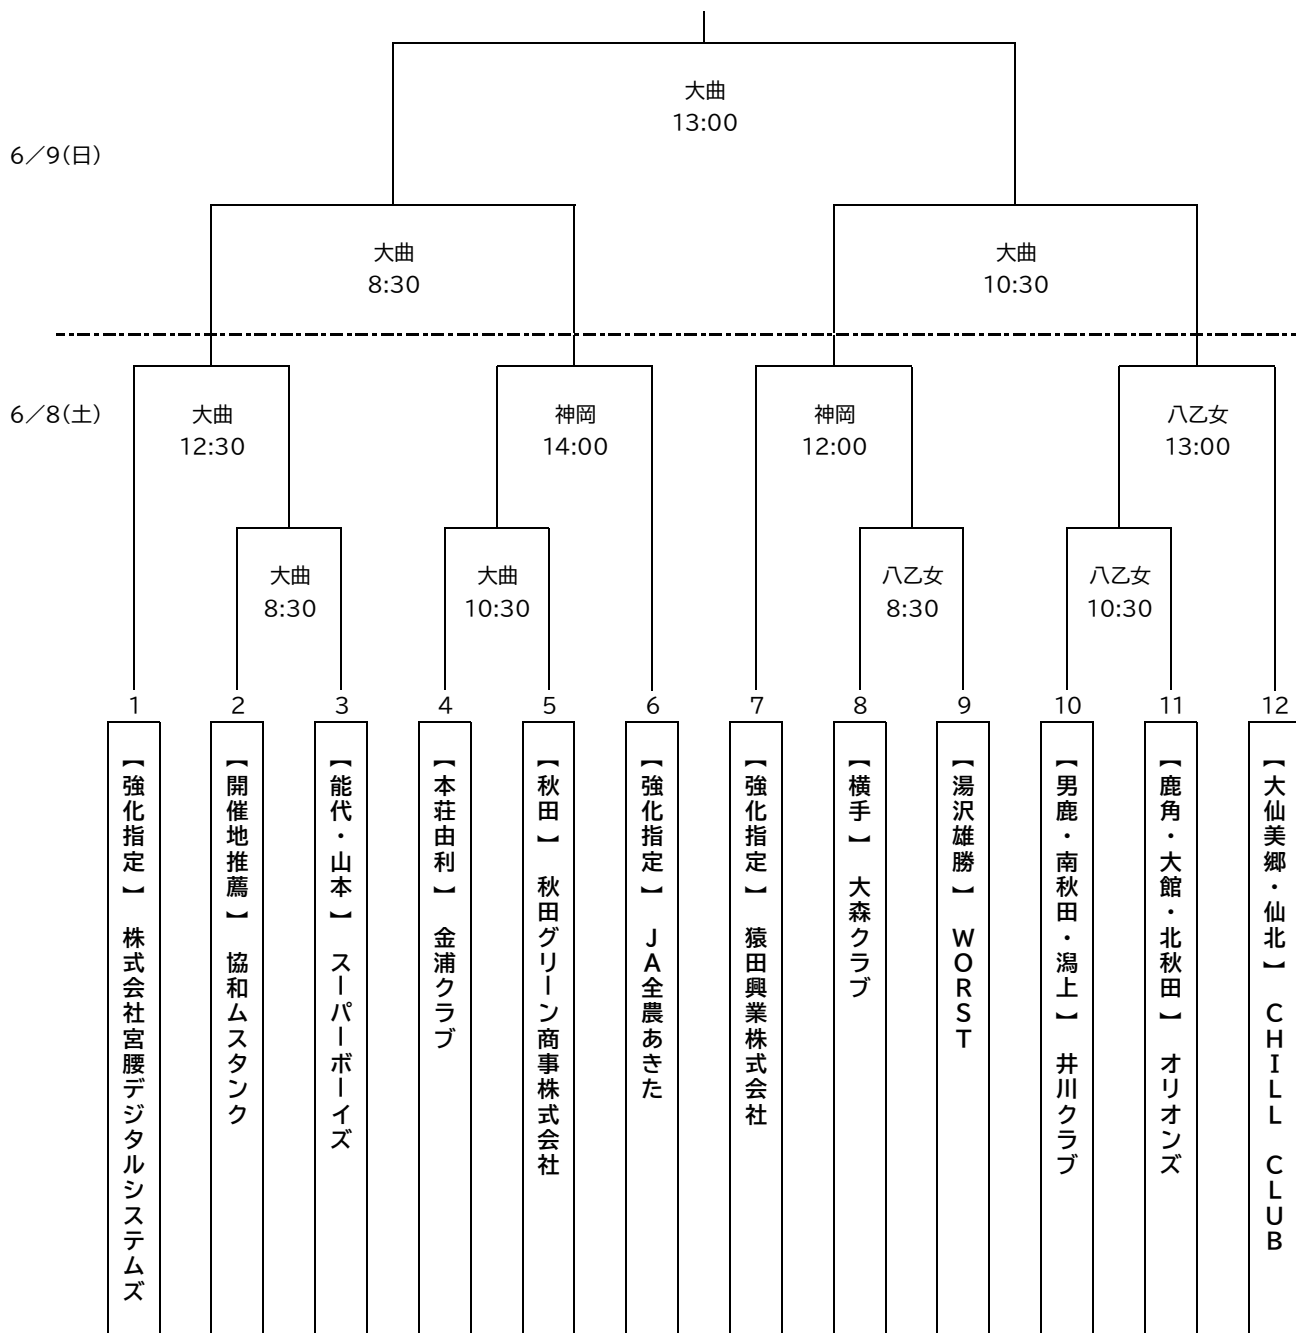 大曲
13:00
6／9(日)
大曲
8:30
大曲
10:30
6／8(土)
大曲
12:30
神岡
14:00
神岡
12:00
八乙女
13:00
大曲
8:30
大曲
10:30
八乙女
8:30
八乙女
10:30
1
2
3
4
5
6
7
8
9
10
11
12
【強化指定】　株式会社宮腰デジタルシステムズ
【開催地推薦】　協和ムスタンク
【能代・山本】　スーパーボーイズ
【本荘由利】　金浦クラブ
【秋田】　秋田グリーン商事株式会社
【強化指定】　ＪＡ全農あきた
【強化指定】　猿田興業株式会社
【横手】　大森クラブ
【湯沢雄勝】　ＷＯＲＳＴ
【男鹿・南秋田・潟上】　井川クラブ
【鹿角・大館・北秋田】　オリオンズ
【大仙美郷・仙北】　ＣＨＩＬＬ　ＣＬＵＢ